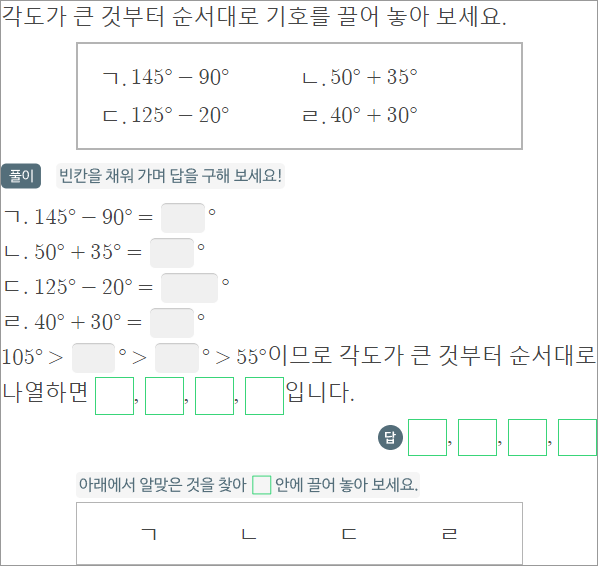 각도가 큰 것부터 순서대로 기호를 끌어 놓아 보세요.
ㄱ. 145° − 90° ㄴ. 50° + 35°
ㄷ. 125° − 20° ㄹ. 40° + 30°
풀이 빈칸을 채워 가며 답을 구해 보세요!
ㄱ. 145° − 90° = °
ㄴ. 50° + 35° = °
ㄷ. 125° − 20° = °
ㄹ. 40° + 30° = °
105° > ° > ° > 55°이므로 각도가 큰 것부터 순서대로
나열하면 , , , 입니다.
답 , , ,
아래에서 알맞은 것을 찾아 안에 끌어 놓아 보세요.
ㄱ ㄴ ㄷ ㄹ